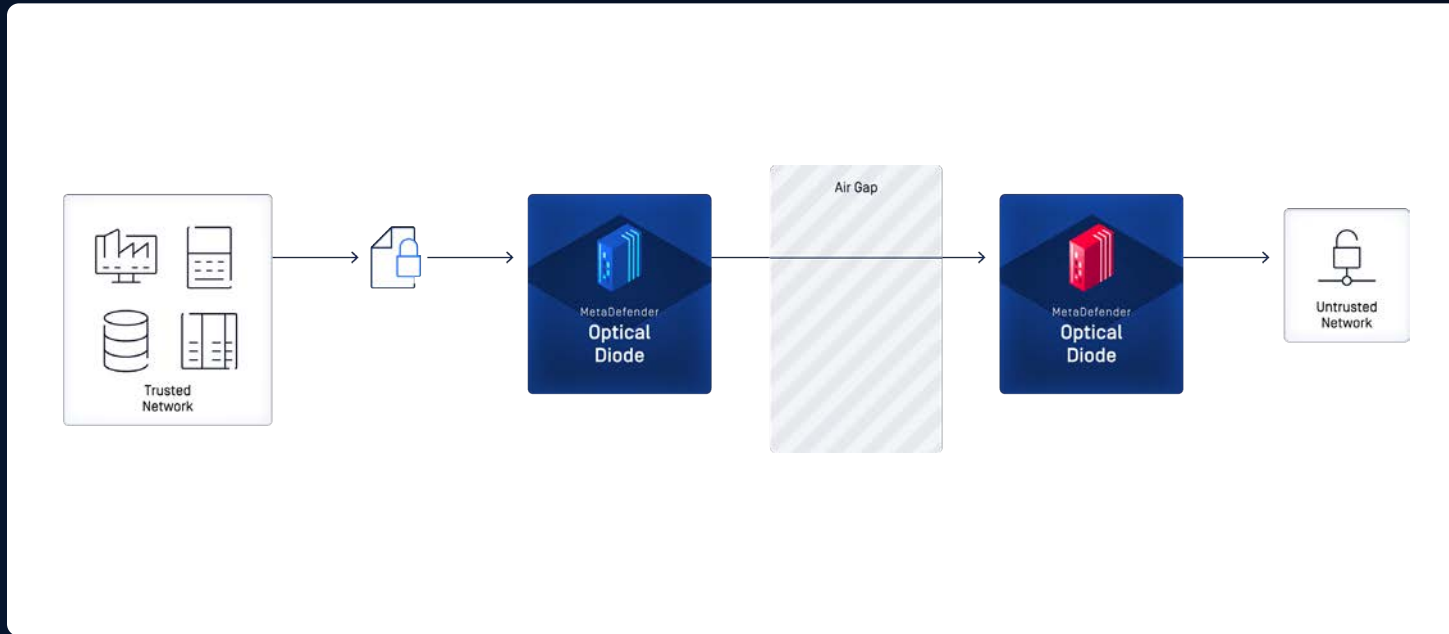 Trusted
Network
MetaDefender
Optical
Diode
Air Gap
MetaDefender
Optical
Diode
Untrusted
Network